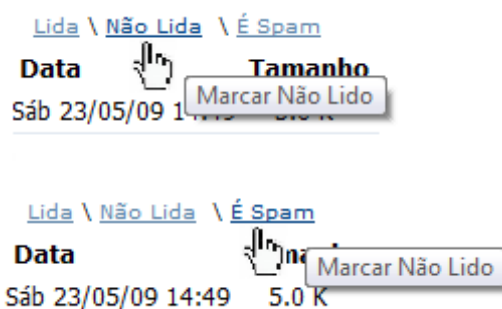 Lida \ Não Lida \ É Spam
Data Tamanho
Marcar Não Lido
Sáb 23/05/09
Lida \ Não Lida \ É Spam
Data
Marcar Não Lido
Sáb 23/05/09 14:49 5.0 K